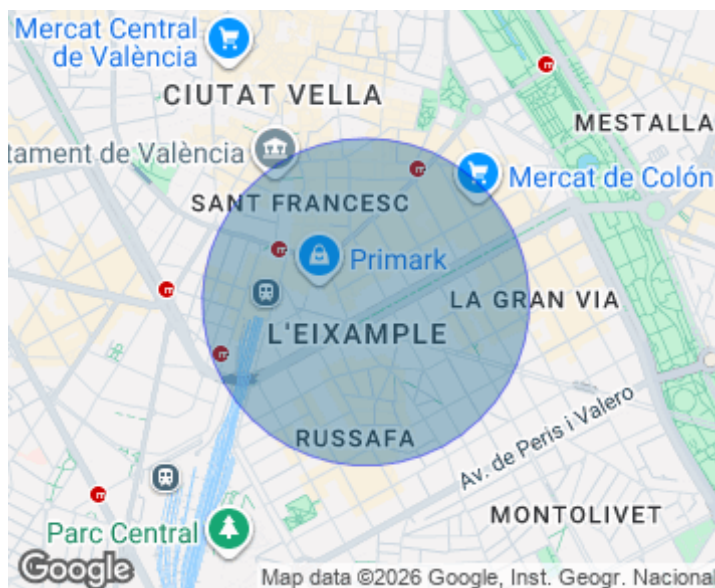 Mercat Central
de València
CIUTAT VELLA
MESTALLA
tament de València
Mercat de Colón
SANT FRANCESC
Primark
LA GRAN VIA
L'EIXAMPLE
RUSSAFA
Av. de Peris i Valero
MONTOLIVET
Parc Central
Google
Map data ©2026 Google, Inst. Geogr. Nacional